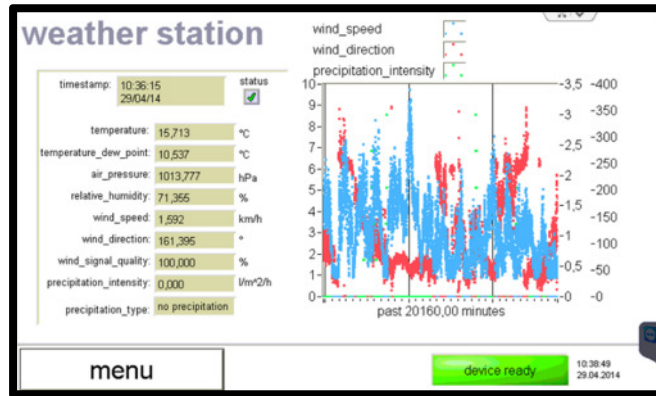 weather station
timestamp: 10:36:15
29/04/14
status
temperature: 15,713 °C
temperature_dew_point: 10,537 °C
air_pressure: 1013,777 hPa
relative_humidity: 71,355 %
wind_speed: 1,592 km/h
wind_direction: 161,395 °
wind_signal_quality: 100,000 %
precipitation_intensity: 0,000 l/m^2/h
precipitation_type: no precipitation
wind_speed
wind_direction
precipitation_intensity
10 -3,5 -400
9 -350
8 -3 -300
7 -2,5 -250
6 -2 -200
5
4 -1,5 -150
3 -1 -100
2 -0,5 -50
1
0 -0 -0
past 20160,00 minutes
menu
device ready
10:38:49
29.04.2014